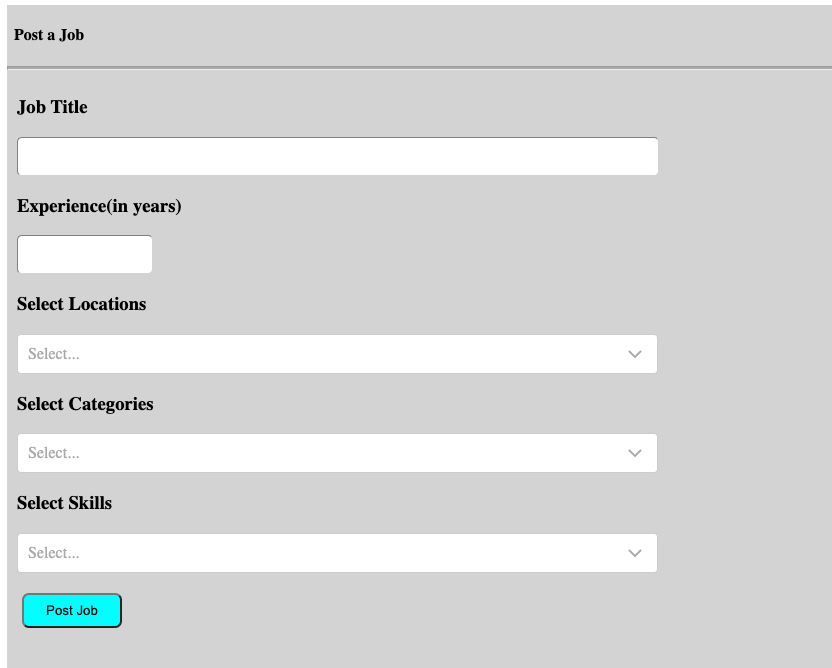 Post a Job
Job Title
Experience(in years)
Select Locations
Select...
Select Categories
Select...
Select Skills
Select...
Post Job